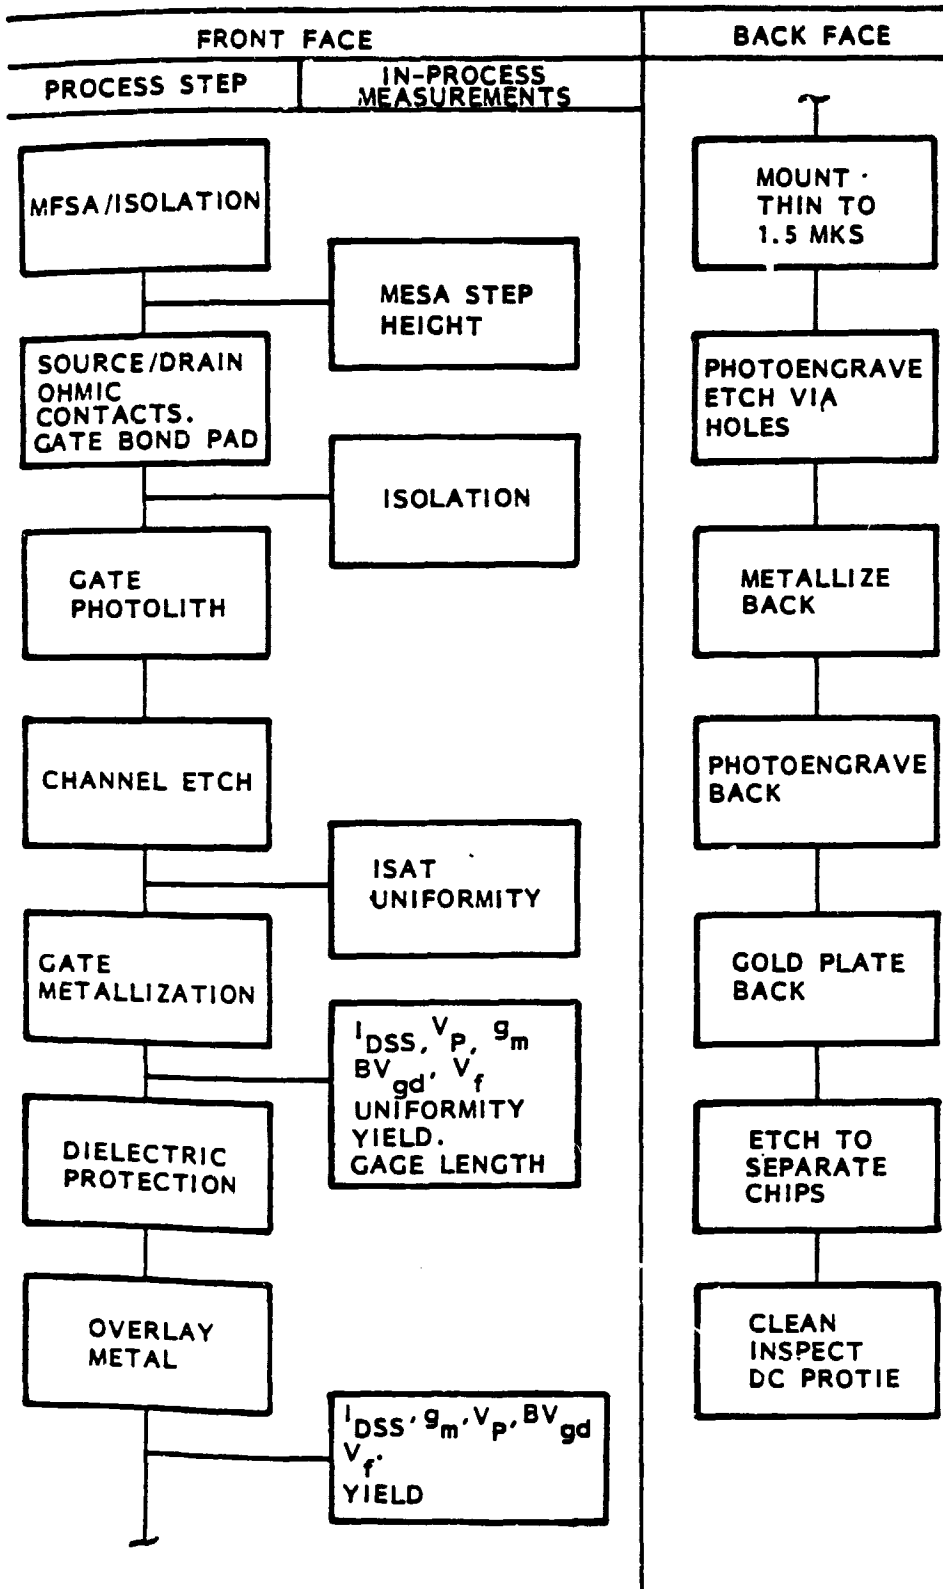 FRONT FACE
BACK FACE
PROCESS STEP
IN-PROCESS
MEASUREMENTS
MFSA/ISOLATION
MESA STEP
HEIGHT
SOURCE/DRAIN
OHMIC
CONTACTS.
GATE BOND PAD
ISOLATION
GATE
PHOTOLITH
CHANNEL ETCH
ISAT
UNIFORMITY
GATE
METALLIZATION
IDSS, VP, gm
BVgd, Vf
UNIFORMITY
YIELD.
GAGE LENGTH
DIELECTRIC
PROTECTION
OVERLAY
METAL
IDSS, gm, VP, BVgd
Vf.
YIELD
MOUNT ·
THIN TO
1.5 MKS
PHOTOENGRAVE
ETCH VIA
HOLES
METALLIZE
BACK
PHOTOENGRAVE
BACK
GOLD PLATE
BACK
ETCH TO
SEPARATE
CHIPS
CLEAN
INSPECT
DC PROTIE